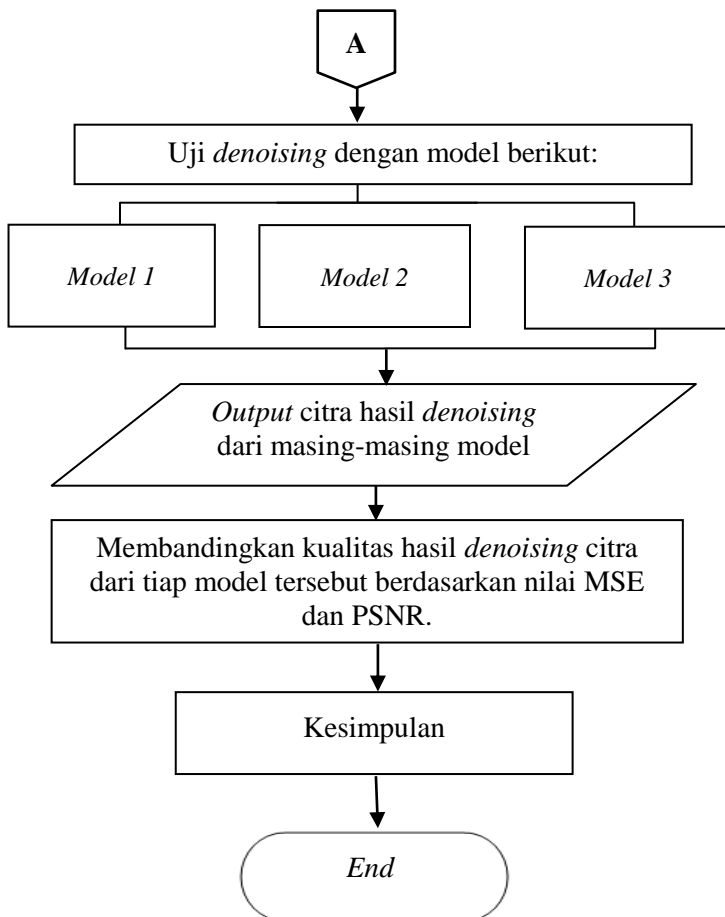 A
Uji denoising dengan model berikut:
Model 1
Model 2
Model 3
Output citra hasil denoising
dari masing-masing model
Membandingkan kualitas hasil denoising citra
dari tiap model tersebut berdasarkan nilai MSE
dan PSNR.
Kesimpulan
End